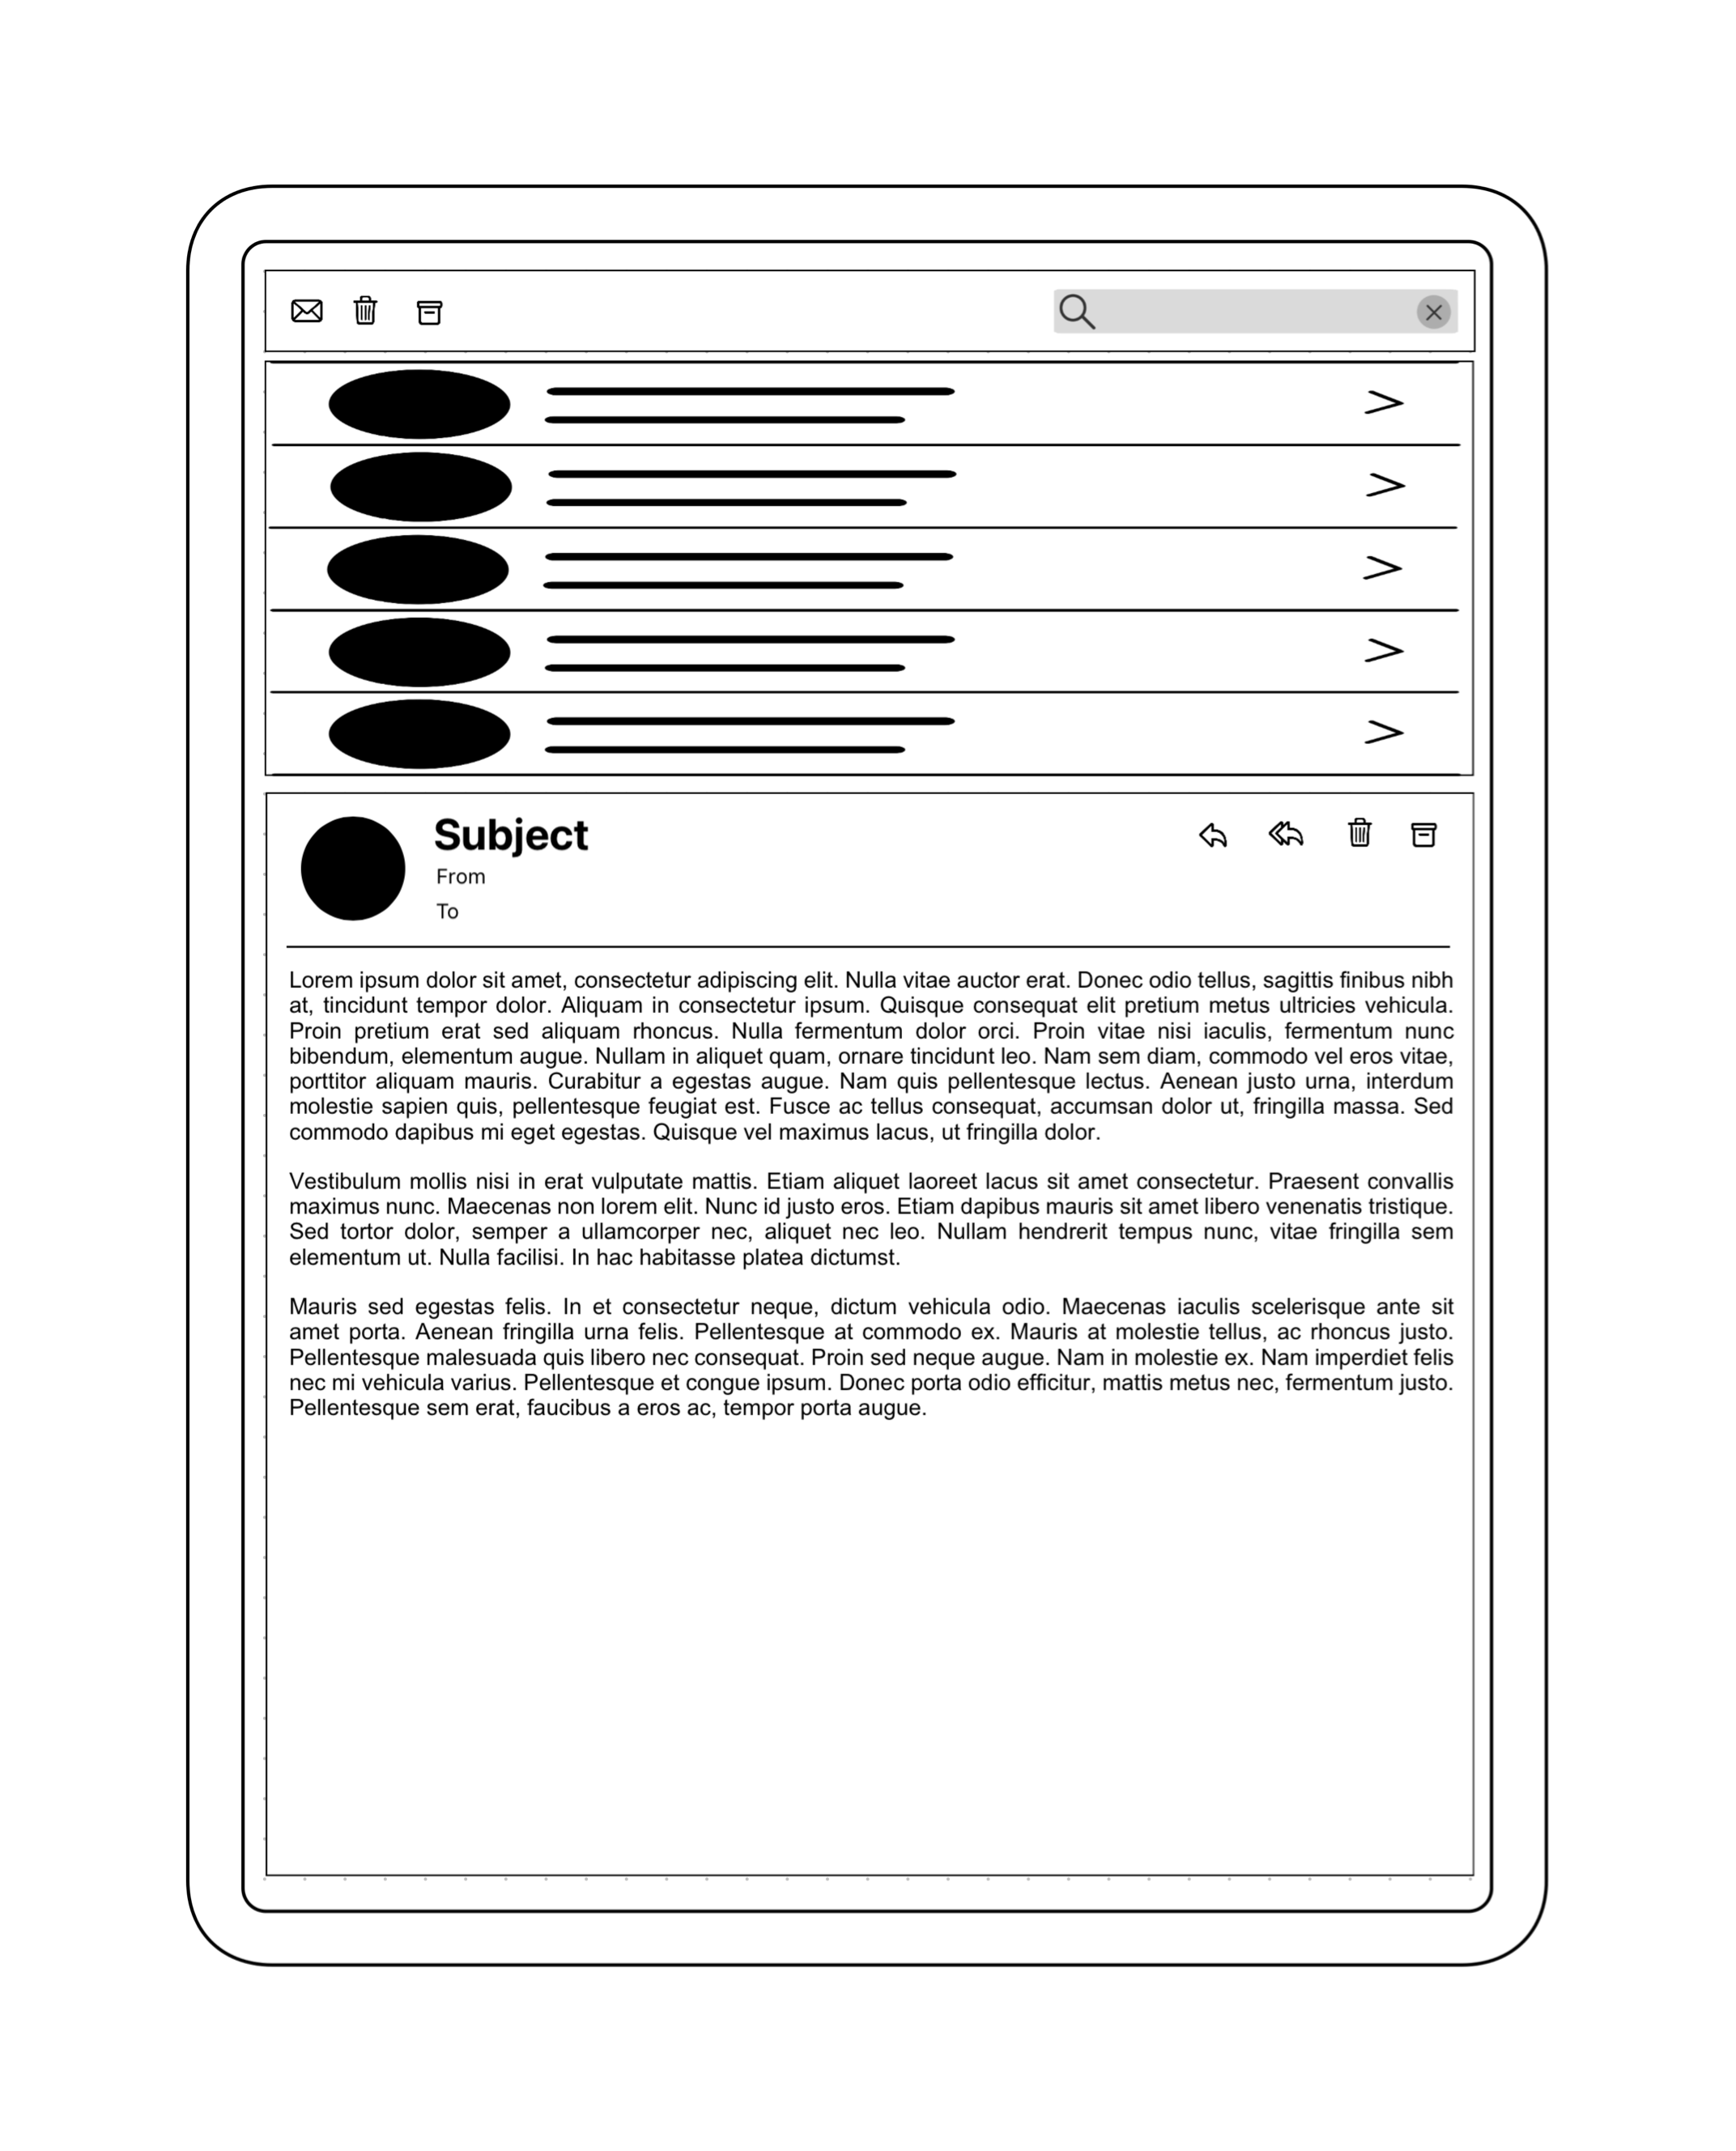 Subject
From
To
Lorem ipsum dolor sit amet, consectetur adipiscing elit. Nulla vitae auctor erat. Donec odio tellus, sagittis finibus nibh
at, tincidunt tempor dolor. Aliquam in consectetur ipsum. Quisque consequat elit pretium metus ultricies vehicula.
Proin pretium erat sed aliquam rhoncus. Nulla fermentum dolor orci. Proin vitae nisi iaculis, fermentum nunc
bibendum, elementum augue. Nullam in aliquet quam, ornare tincidunt leo. Nam sem diam, commodo vel eros vitae,
porttitor aliquam mauris. Curabitur a egestas augue. Nam quis pellentesque lectus. Aenean justo urna, interdum
molestie sapien quis, pellentesque feugiat est. Fusce ac tellus consequat, accumsan dolor ut, fringilla massa. Sed
commodo dapibus mi eget egestas. Quisque vel maximus lacus, ut fringilla dolor.
Vestibulum mollis nisi in erat vulputate mattis. Etiam aliquet laoreet lacus sit amet consectetur. Praesent convallis
maximus nunc. Maecenas non lorem elit. Nunc id justo eros. Etiam dapibus mauris sit amet libero venenatis tristique.
Sed tortor dolor, semper a ullamcorper nec, aliquet nec leo. Nullam hendrerit tempus nunc, vitae fringilla sem
elementum ut. Nulla facilisi. In hac habitasse platea dictumst.
Mauris sed egestas felis. In et consectetur neque, dictum vehicula odio. Maecenas iaculis scelerisque ante sit
amet porta. Aenean fringilla urna felis. Pellentesque at commodo ex. Mauris at molestie tellus, ac rhoncus justo.
Pellentesque malesuada quis libero nec consequat. Proin sed neque augue. Nam in molestie ex. Nam imperdiet felis
nec mi vehicula varius. Pellentesque et congue ipsum. Donec porta odio efficitur, mattis metus nec, fermentum justo.
Pellentesque sem erat, faucibus a eros ac, tempor porta augue.